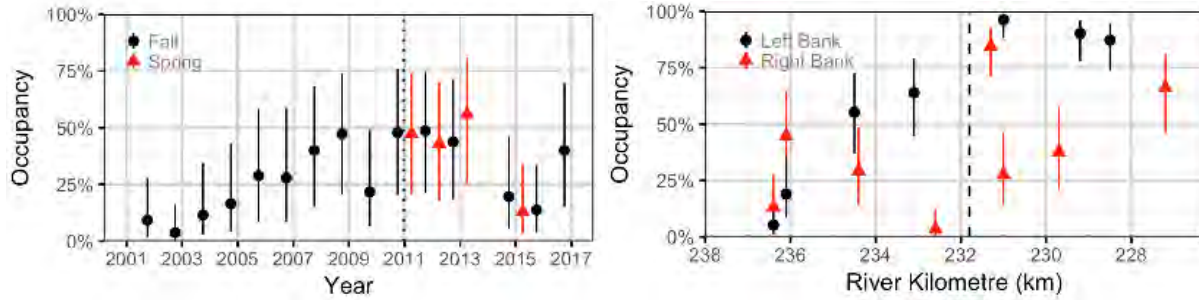 100%
75%
50%
25%
0%
Occupancy
Fall
Spring
2001 2003 2005 2007 2009 2011 2013 2015 2017
Year
100%
75%
50%
25%
0%
Occupancy
Left Bank
Right Bank
238 236 234 232 230 228
River Kilometre (km)